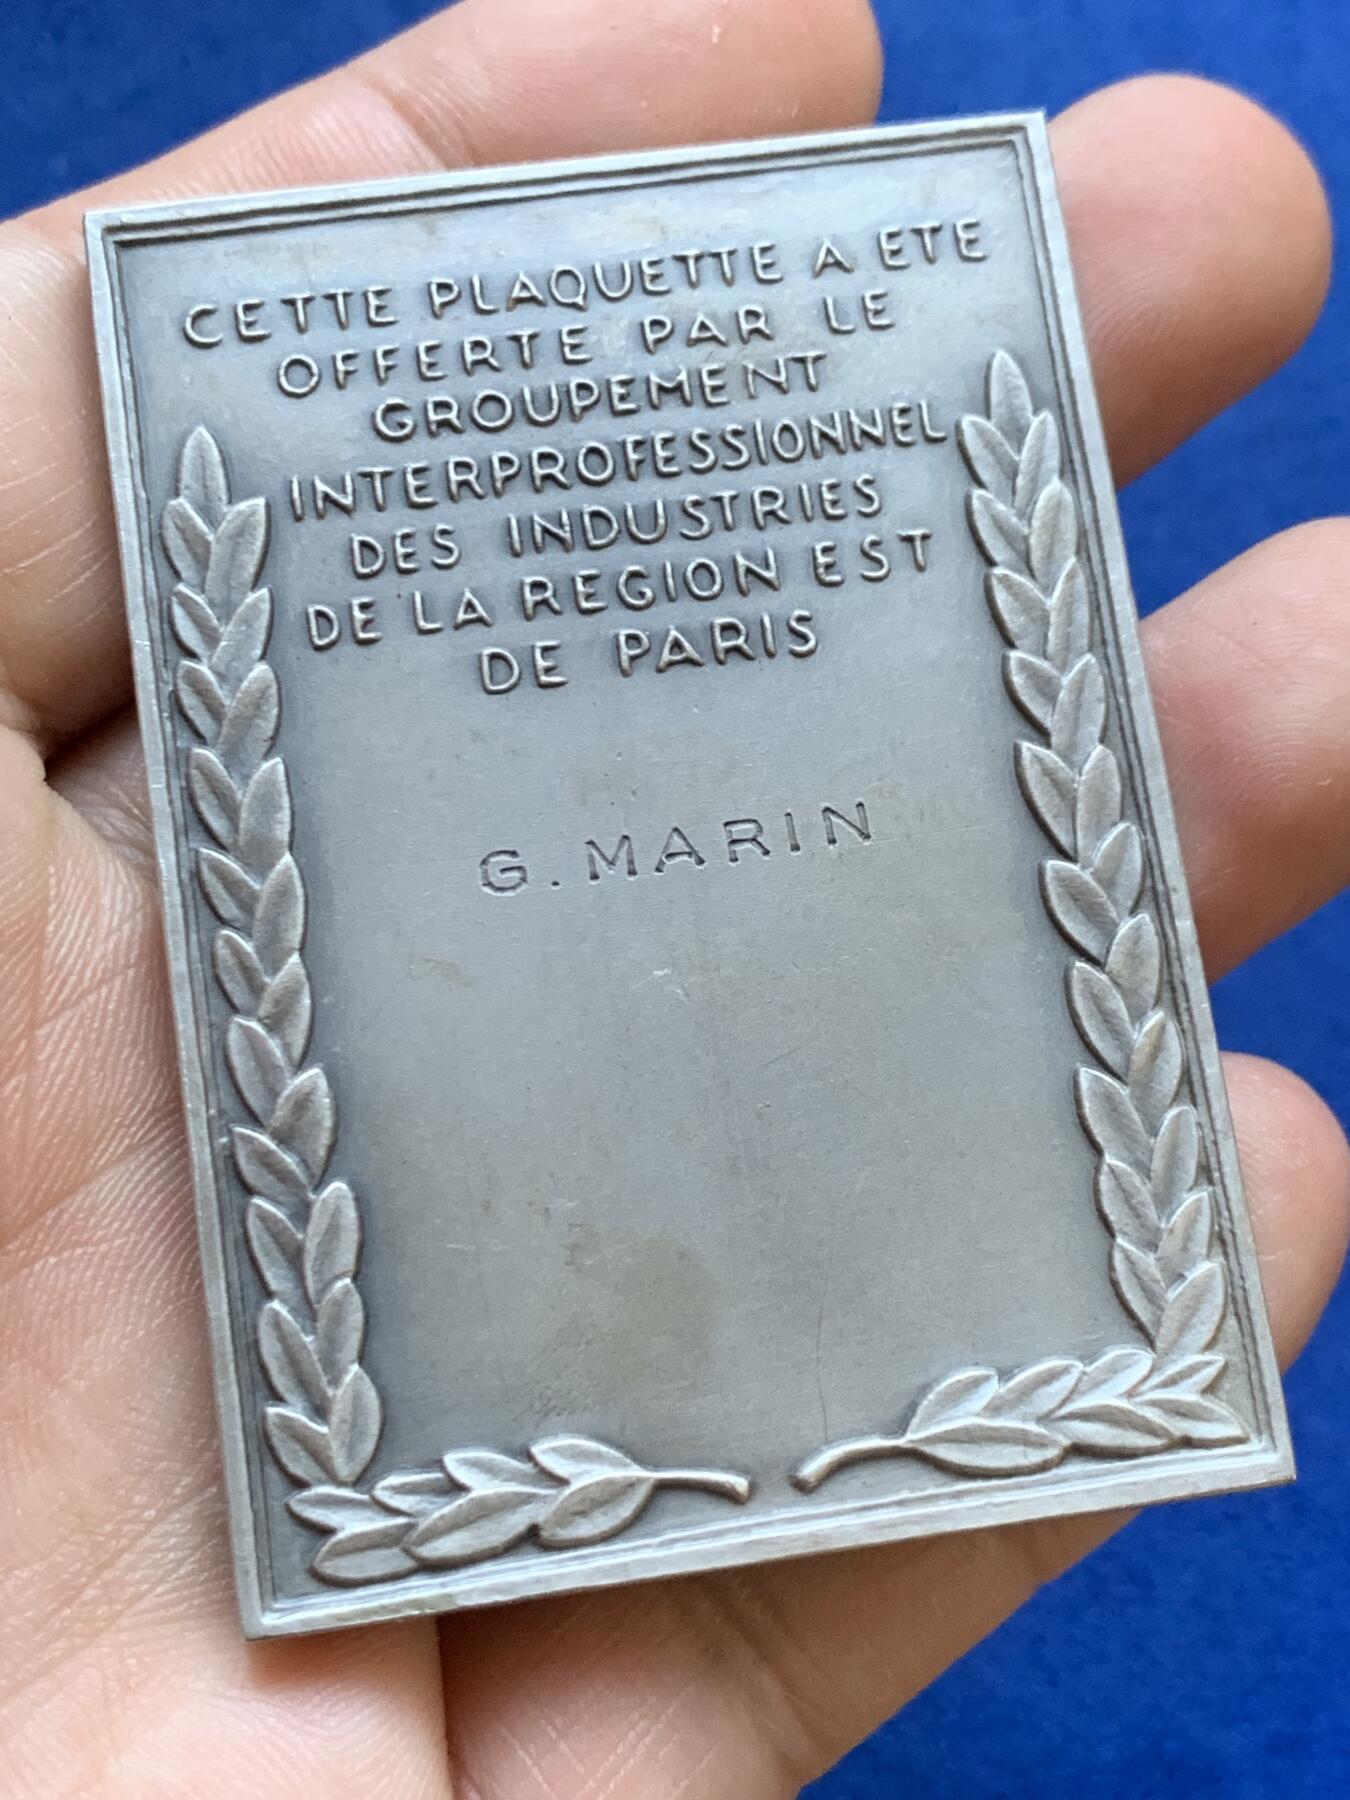 CETTE PLAQUETTE A ETE
OFFERTE PAR LE
GROUPEMENT
INTERPROFESSIONNEL
DES INDUSTRIES
DE LA REGION EST
DE PARIS
G. MARIN